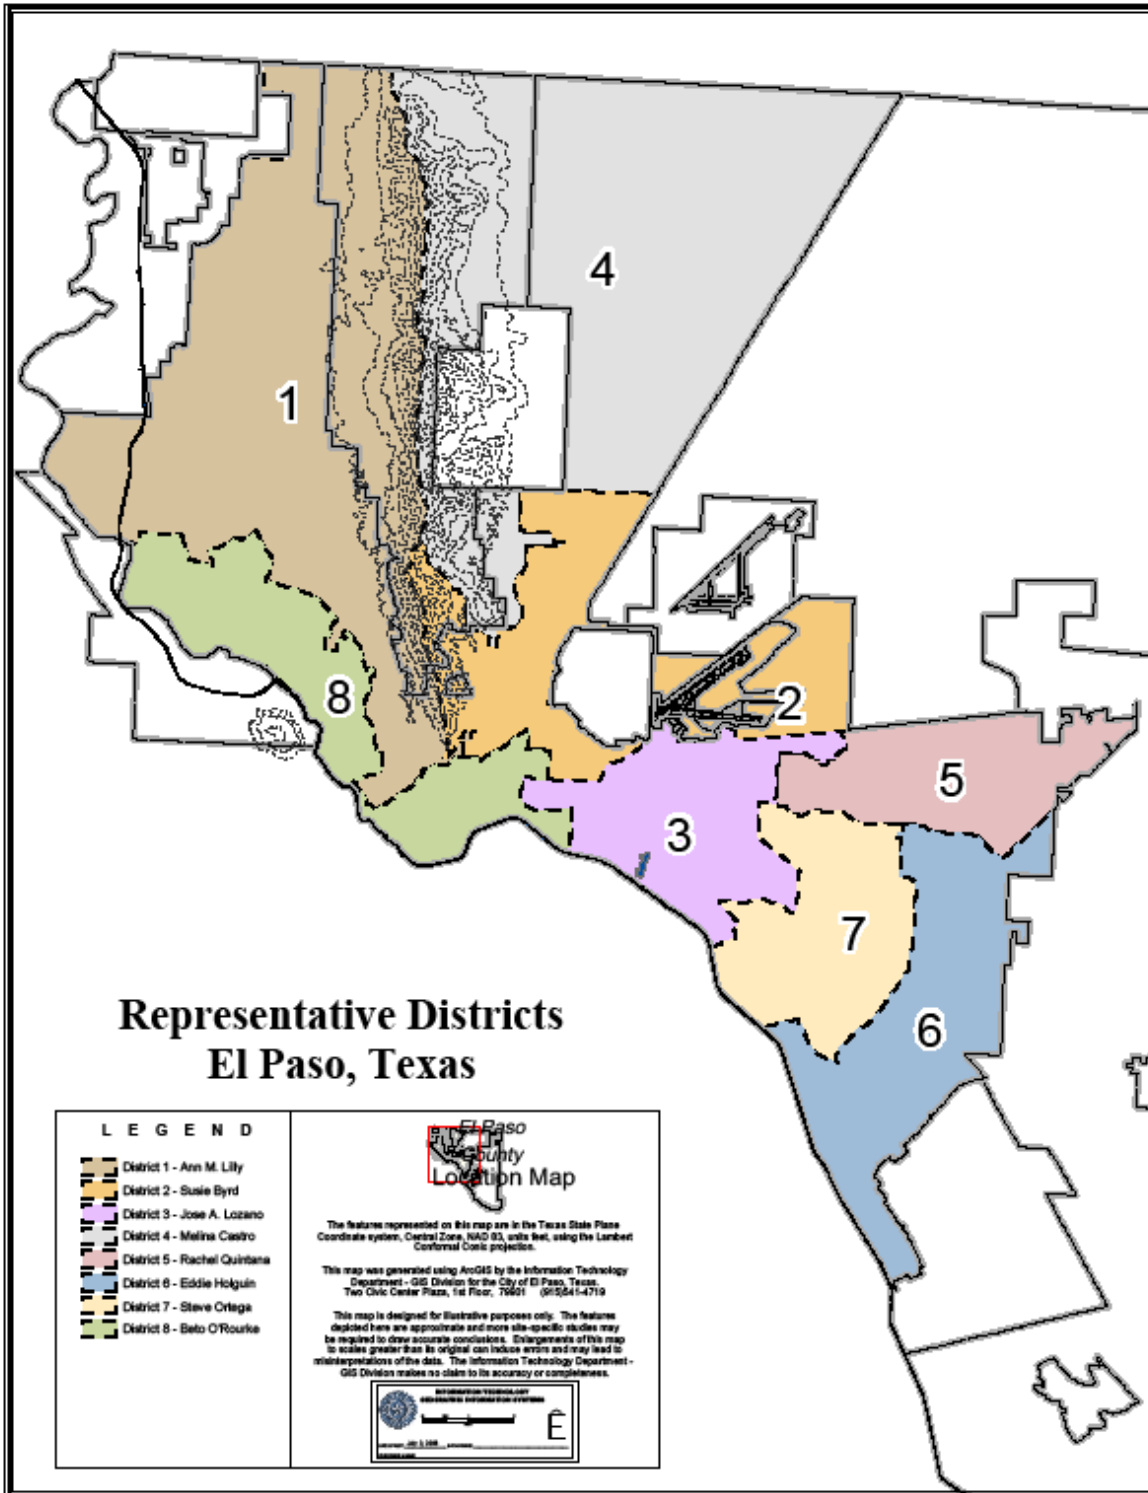 4
1
8
2
5
3
7
6
Representative Districts
El Paso, Texas
L E G E N D
District 1 - Ann M. Lilly
District 2 - Susie Byrd
District 3 - Jose A. Lozano
District 4 - Melina Castro
District 5 - Rachel Quintana
District 6 - Eddie Holguin
District 7 - Steve Ortega
District 8 - Beto O'Rourke
El Paso
County
Location Map
The features represented on this map are in the Texas State Plane
Coordinate system, Central Zone, NAD 83, units feet, using the Lambert
Conformal Conic projection.
This map was generated using ArcGIS by the Information Technology
Department - GIS Division for the City of El Paso, Texas.
Two Civic Center Plaza, 1st Floor, 79901 (915)541-4719
This map is designed for illustrative purposes only. The features
depicted here are approximate and more site-specific studies may
be required to draw accurate conclusions. Enlargements of this map
to scales greater than its original can induce errors and may lead to
misinterpretations of the data. The Information Technology Department -
GIS Division makes no claim to its accuracy or completeness.
INFORMATION TECHNOLOGY
GEOGRAPHIC INFORMATION SYSTEMS
Ê